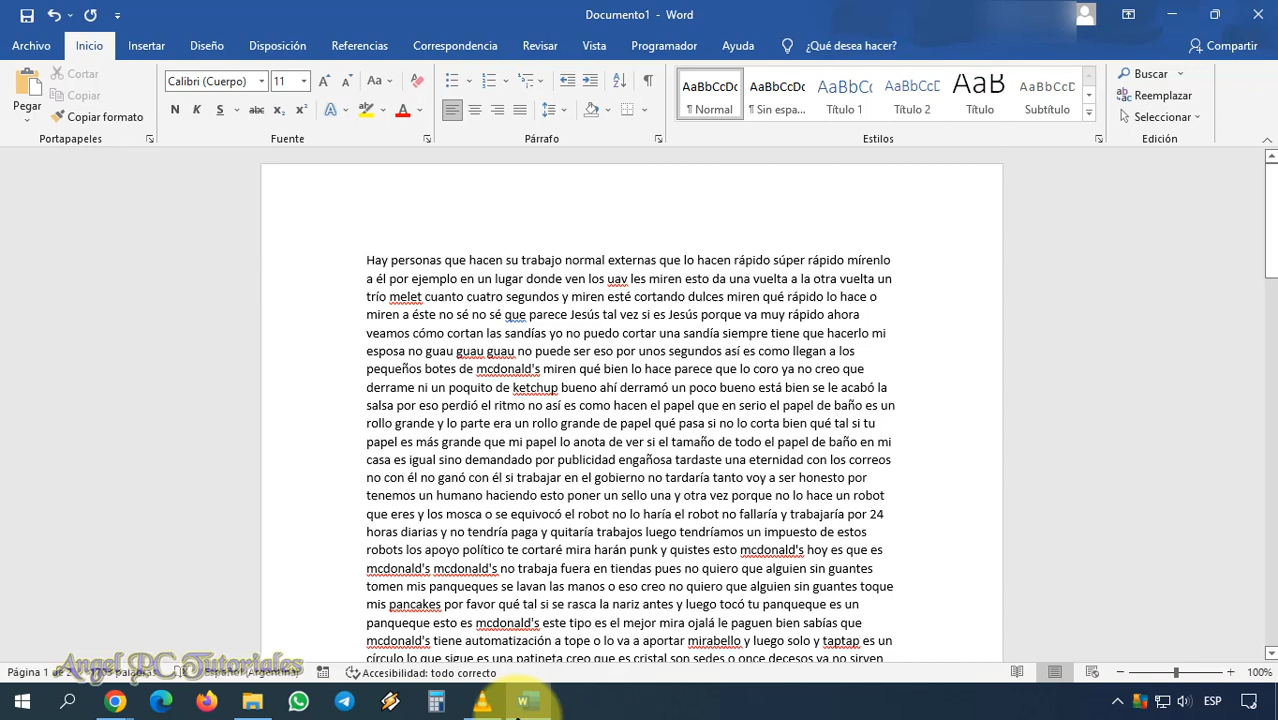 Documento1 - Word
Archivo Inicio Insertar Diseño Disposición Referencias Correspondencia Revisar Vista Programador Ayuda ¿Qué desea hacer? Compartir
Pegar
Cortar
Copiar
Copiar formato
Portapapeles
Calibri (Cuerpo) 11 Aa
N K S abc
Fuente
Párrafo
AaBbCcDc AaBbCcDc AaBbCc AaBbCcD AaB AaBbCcD
¶ Normal ¶ Sin espa... Título 1 Título 2 Título Subtítulo
Estilos
Buscar
Reemplazar
Seleccionar
Edición
Hay personas que hacen su trabajo normal externas que lo hacen rápido súper rápido mírenlo
a él por ejemplo en un lugar donde ven los uav les miren esto da una vuelta a la otra vuelta un
trío melet cuanto cuatro segundos y miren esté cortando dulces miren qué rápido lo hace o
miren a éste no sé no sé que parece Jesús tal vez si es Jesús porque va muy rápido ahora
veamos cómo cortan las sandías yo no puedo cortar una sandía siempre tiene que hacerlo mi
esposa no guau guau guau no puede ser eso por unos segundos así es como llegan a los
pequeños botes de mcdonald's miren qué bien lo hace parece que lo coro ya no creo que
derrame ni un poquito de ketchup bueno ahí derramó un poco bueno está bien se le acabó la
salsa por eso perdió el ritmo no así es como hacen el papel que en serio el papel de baño es un
rollo grande y lo parte era un rollo grande de papel qué pasa si no lo corta bien qué tal si tu
papel es más grande que mi papel lo anota de ver si el tamaño de todo el papel de baño en mi
casa es igual sino demandado por publicidad engañosa tardaste una eternidad con los correos
no con él no ganó con él si trabajar en el gobierno no tardaría tanto voy a ser honesto por
tenemos un humano haciendo esto poner un sello una y otra vez porque no lo hace un robot
que eres y los mosca o se equivocó el robot no lo haría el robot no fallaría y trabajaría por 24
horas diarias y no tendría paga y quitaría trabajos luego tendríamos un impuesto de estos
robots los apoyo político te cortaré mira harán punk y quistes esto mcdonald's hoy es que es
mcdonald's mcdonald's no trabaja fuera en tiendas pues no quiero que alguien sin guantes
tomen mis panqueques se lavan las manos o eso creo no quiero que alguien sin guantes toque
mis pancakes por favor qué tal si se rasca la nariz antes y luego tocó tu panqueque es un
panqueque esto es mcdonald's este tipo es el mejor mira ojalá le paguen bien sabías que
mcdonald's tiene automatización a tope o lo va a aportar mirabello y luego solo y taptap es un
círculo lo que sigue es una patineta creo que es cristal son sedes o once decesos ya no sirven
Página 1 de 2 palabras Español (Argentina) Accesibilidad: todo correcto 100%
Angel PC Tutoriales
ESP